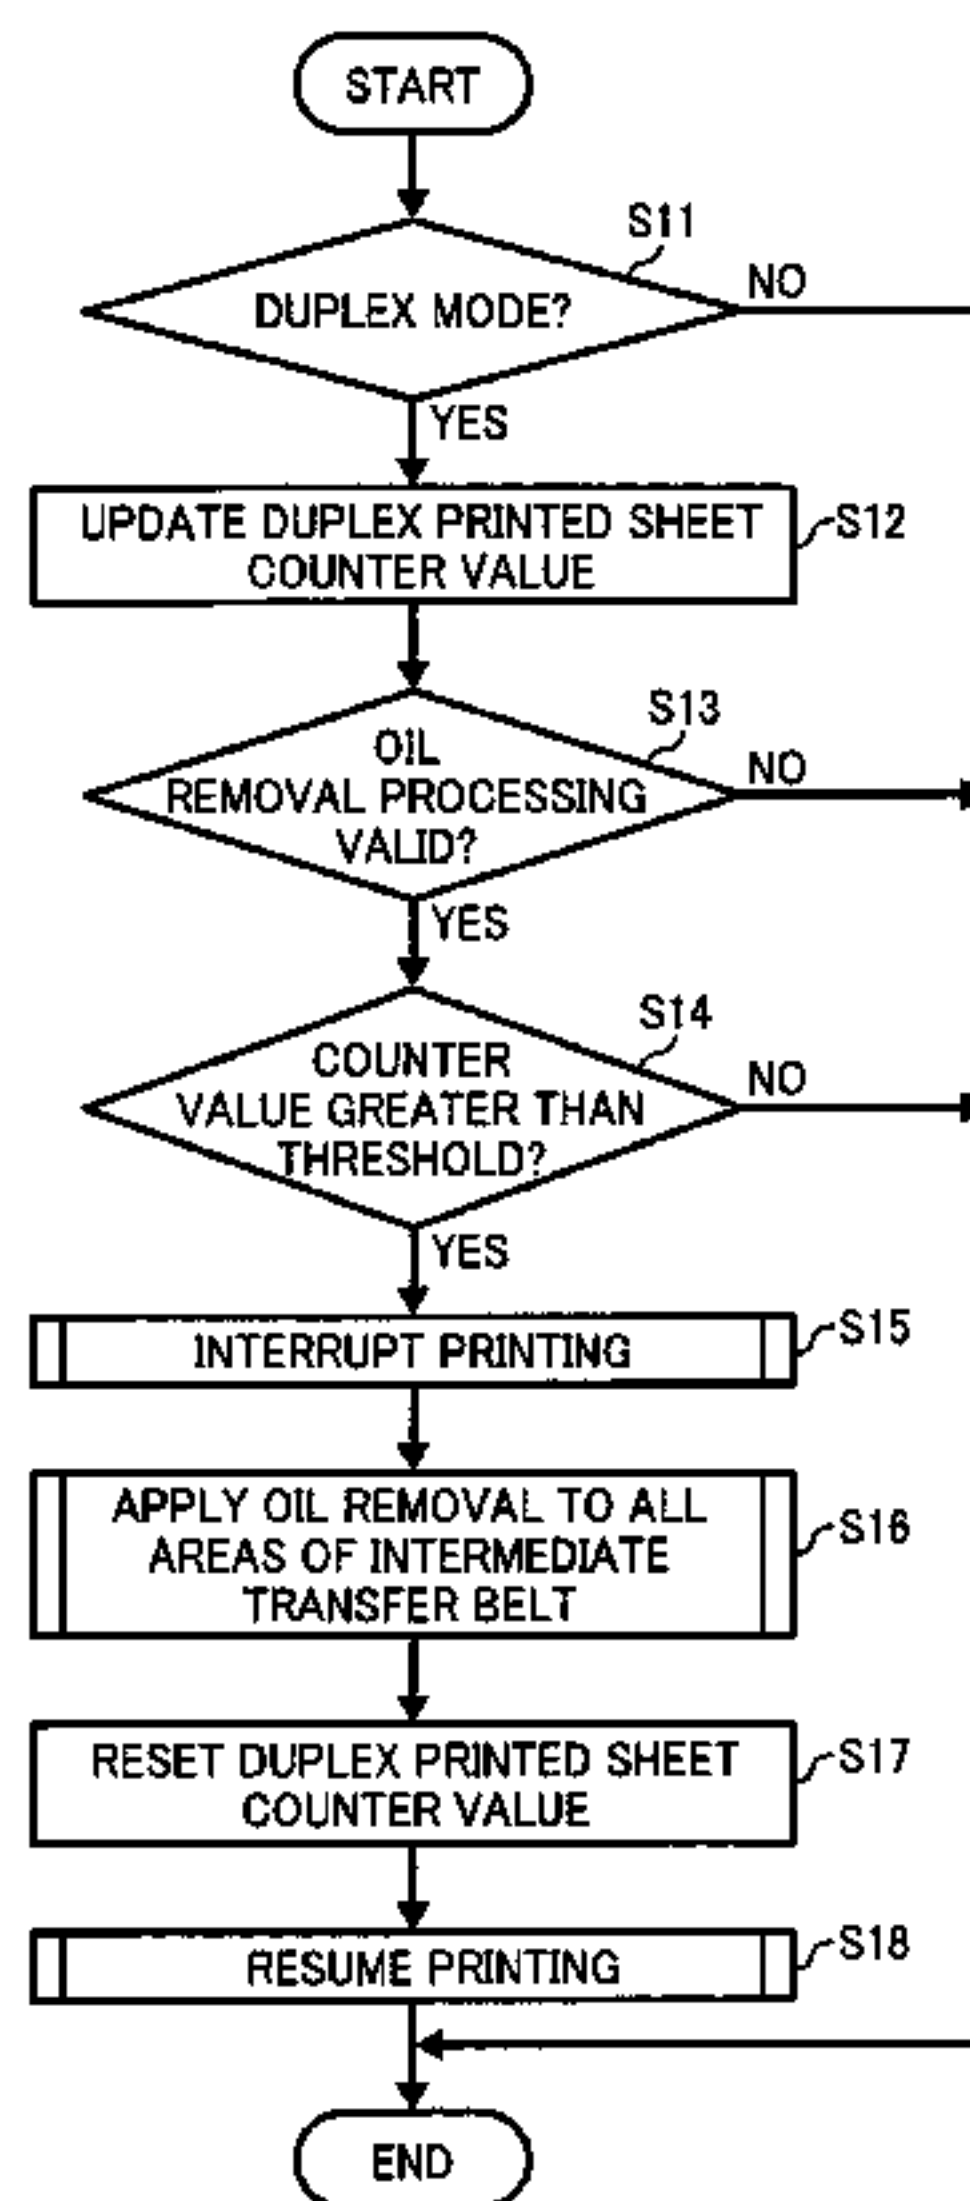 START
S11
DUPLEX MODE?
NO
YES
UPDATE DUPLEX PRINTED SHEET
COUNTER VALUE
S12
S13
OIL
REMOVAL PROCESSING
VALID?
NO
YES
S14
COUNTER
VALUE GREATER THAN
THRESHOLD?
NO
YES
INTERRUPT PRINTING
S15
APPLY OIL REMOVAL TO ALL
AREAS OF INTERMEDIATE
TRANSFER BELT
S16
RESET DUPLEX PRINTED SHEET
COUNTER VALUE
S17
RESUME PRINTING
S18
END